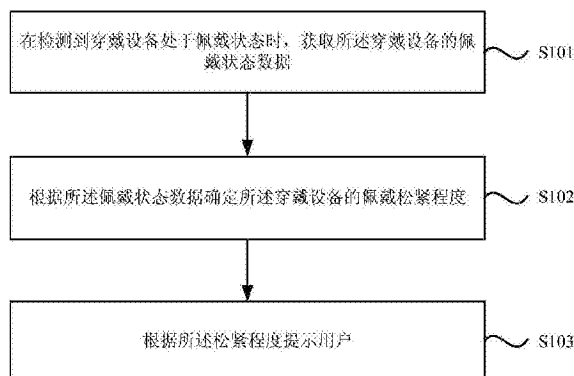 在检测到穿戴设备处于佩戴状态时，获取所述穿戴设备的佩
戴状态数据
S101
根据所述佩戴状态数据确定所述穿戴设备的佩戴松紧程度
S102
根据所述松紧程度提示用户
S103